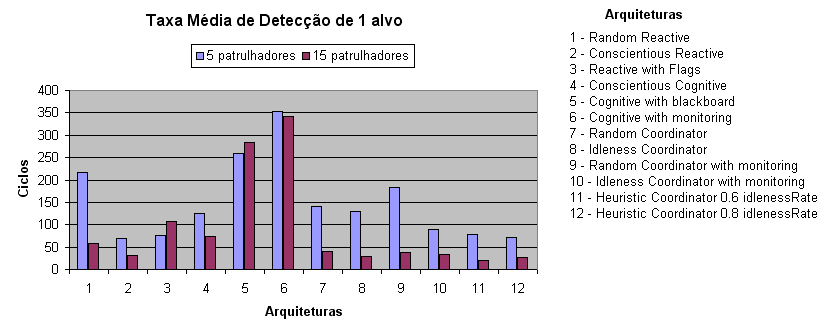 Taxa Média de Detecção de 1 alvo
5 patrulhadores 15 patrulhadores
400
350
300
250
200
150
100
50
0
Ciclos
1 2 3 4 5 6 7 8 9 10 11 12
Arquiteturas
Arquiteturas
1 - Random Reactive
2 - Conscientious Reactive
3 - Reactive with Flags
4 - Conscientious Cognitive
5 - Cognitive with blackboard
6 - Cognitive with monitoring
7 - Random Coordinator
8 - Idleness Coordinator
9 - Random Coordinator with monitoring
10 - Idleness Coordinator with monitoring
11 - Heuristic Coordinator 0.6 idlenessRate
12 - Heuristic Coordinator 0.8 idlenessRate